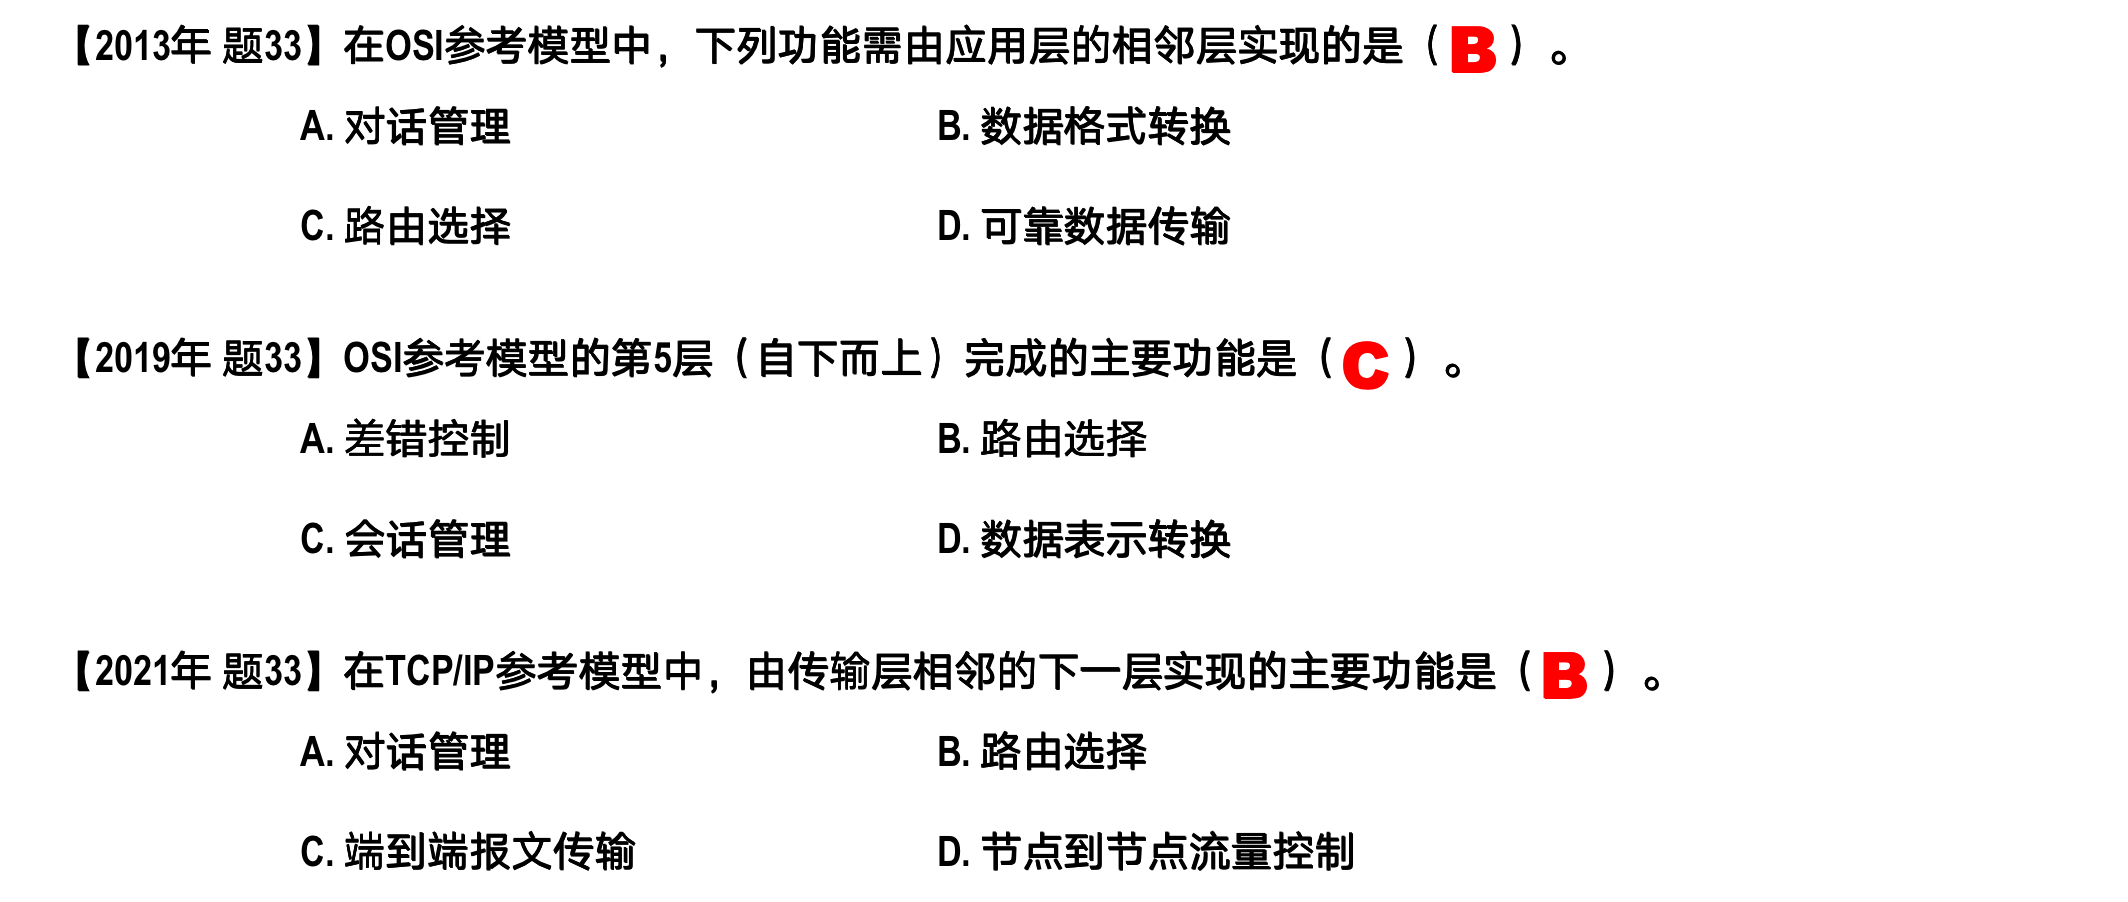 【2013年 题33】在OSI参考模型中，下列功能需由应用层的相邻层实现的是（B）。
A. 对话管理 B. 数据格式转换
C. 路由选择 D. 可靠数据传输
【2019年 题33】OSI参考模型的第5层（自下而上）完成的主要功能是（C）。
A. 差错控制 B. 路由选择
C. 会话管理 D. 数据表示转换
【2021年 题33】在TCP/IP参考模型中，由传输层相邻的下一层实现的主要功能是（B）。
A. 对话管理 B. 路由选择
C. 端到端报文传输 D. 节点到节点流量控制